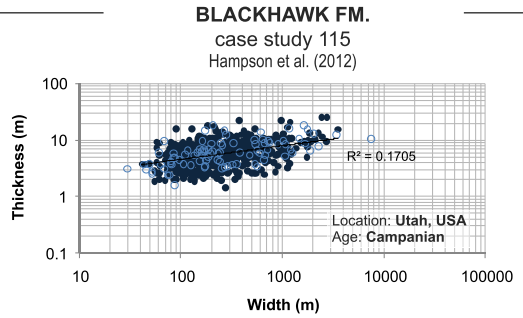 BLACKHAWK FM.
case study 115
Hampson et al. (2012)
100
10
1
0.1
Thickness (m)
R² = 0.1705
Location: Utah, USA
Age: Campanian
10 100 1000 10000 100000
Width (m)